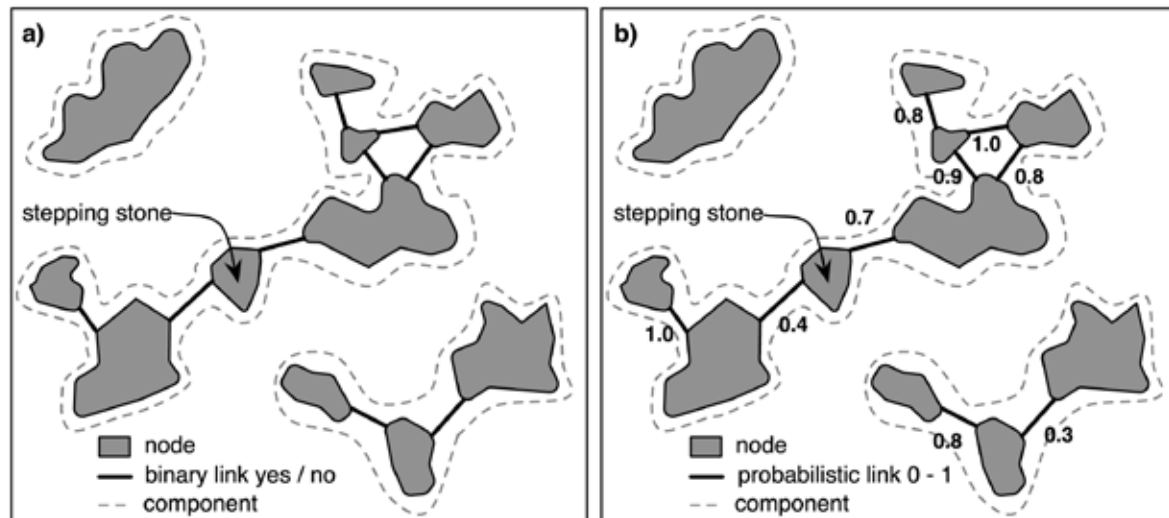 a)
stepping stone
node
binary link yes / no
component
b)
0.8
1.0
0.9
0.8
stepping stone
0.7
1.0
0.4
0.8
0.3
node
probabilistic link 0 - 1
component